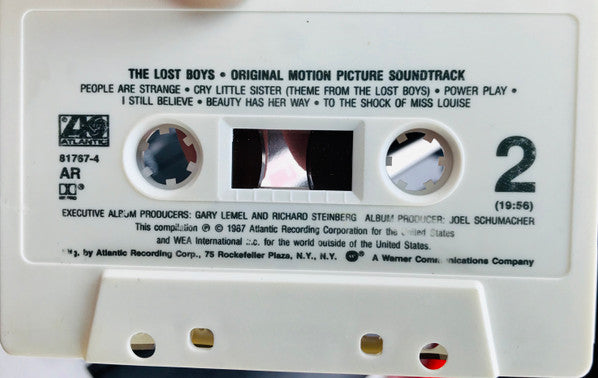 THE LOST BOYS • ORIGINAL MOTION PICTURE SOUNDTRACK
PEOPLE ARE STRANGE • CRY LITTLE SISTER (THEME FROM THE LOST BOYS) • POWER PLAY •
I STILL BELIEVE • BEAUTY HAS HER WAY • TO THE SHOCK OF MISS LOUISE
ATLANTIC
81767-4
AR
2
(19:56)
EXECUTIVE ALBUM PRODUCERS: GARY LEMEL AND RICHARD STEINBERG ALBUM PRODUCER: JOEL SCHUMACHER
This compilation ℗ © 1987 Atlantic Recording Corporation for the United States
and WEA International for the world outside of the United States.
by Atlantic Recording Corp., 75 Rockefeller Plaza, N.Y., N.Y. ® A Warner Communications Company